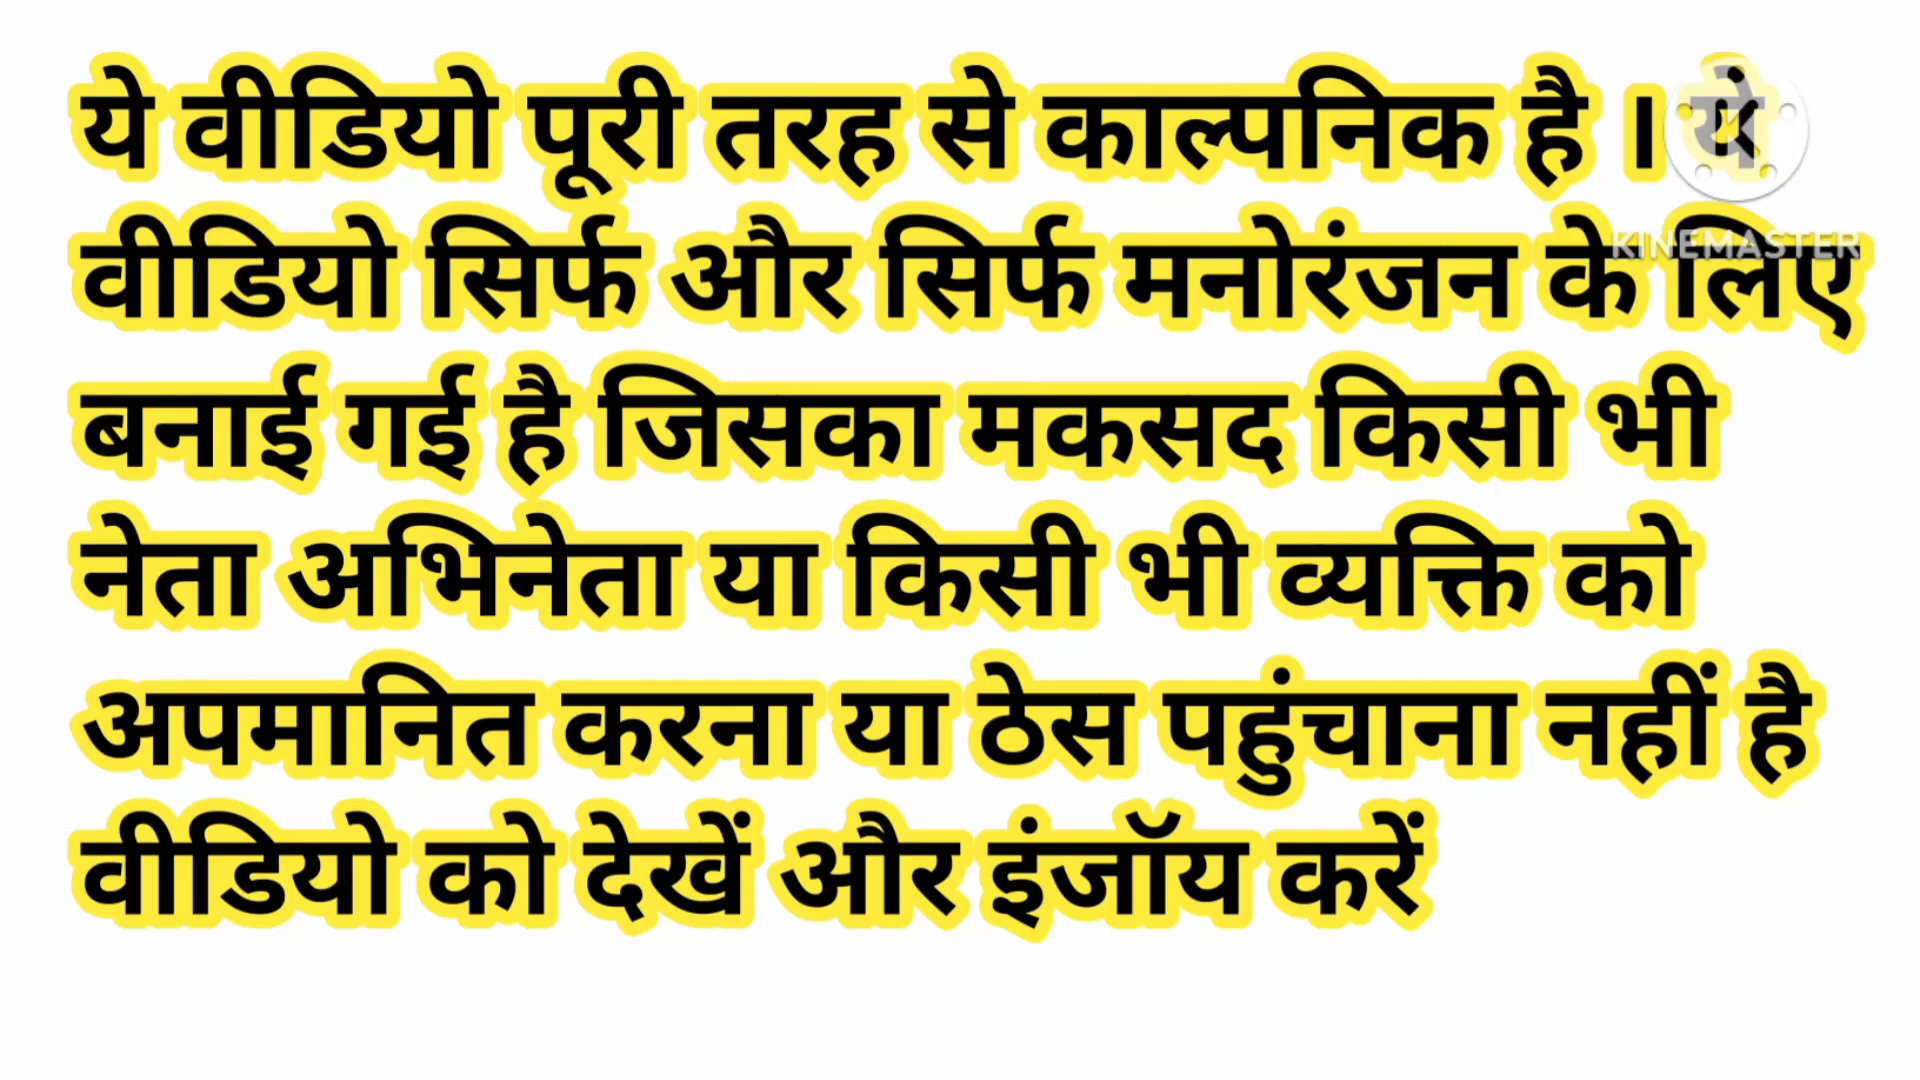 ये वीडियो पूरी तरह से काल्पनिक है । ये
KINEMASTER
वीडियो सिर्फ और सिर्फ मनोरंजन के लिए
बनाई गई है जिसका मकसद किसी भी
नेता अभिनेता या किसी भी व्यक्ति को
अपमानित करना या ठेस पहुंचाना नहीं है
वीडियो को देखें और इंजॉय करें